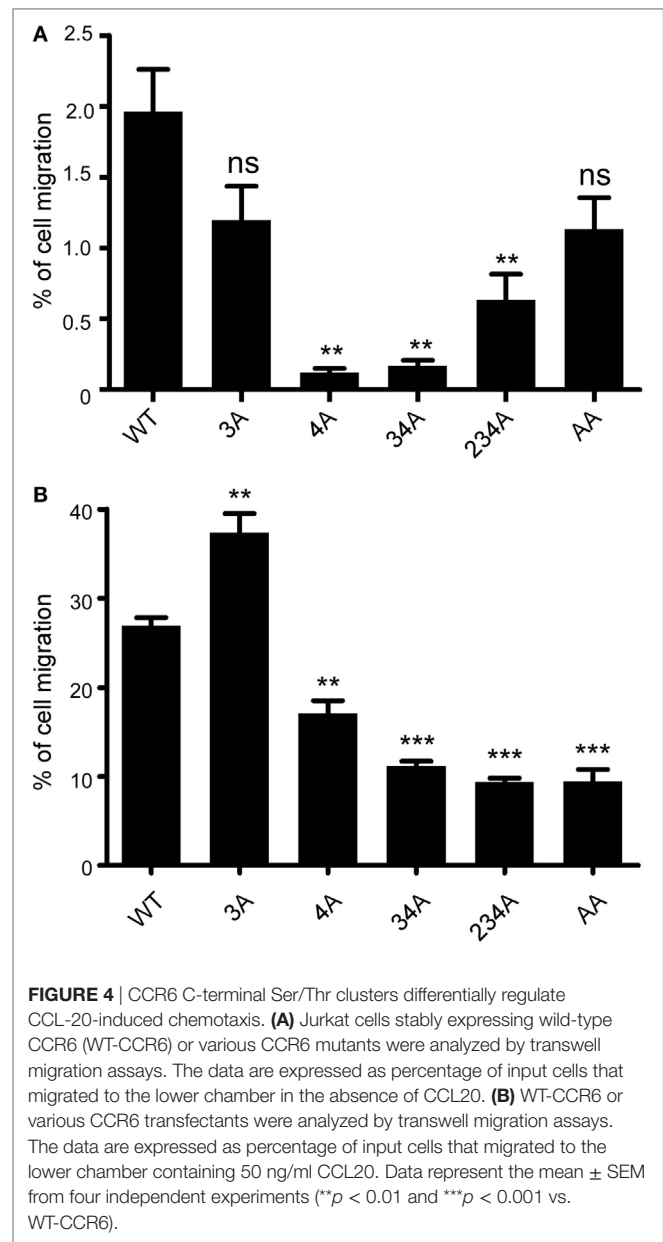 A
2.5
2.0
1.5
1.0
0.5
0
% of cell migration
ns
**
**
**
ns
WT
3A
4A
34A
234A
AA
B
40
30
20
10
0
% of cell migration
**
**
***
***
***
WT
3A
4A
34A
234A
AA
FIGURE 4 | CCR6 C-terminal Ser/Thr clusters differentially regulate
CCL-20-induced chemotaxis. (A) Jurkat cells stably expressing wild-type
CCR6 (WT-CCR6) or various CCR6 mutants were analyzed by transwell
migration assays. The data are expressed as percentage of input cells that
migrated to the lower chamber in the absence of CCL20. (B) WT-CCR6 or
various CCR6 transfectants were analyzed by transwell migration assays.
The data are expressed as percentage of input cells that migrated to the
lower chamber containing 50 ng/ml CCL20. Data represent the mean ± SEM
from four independent experiments (**p < 0.01 and ***p < 0.001 vs.
WT-CCR6).